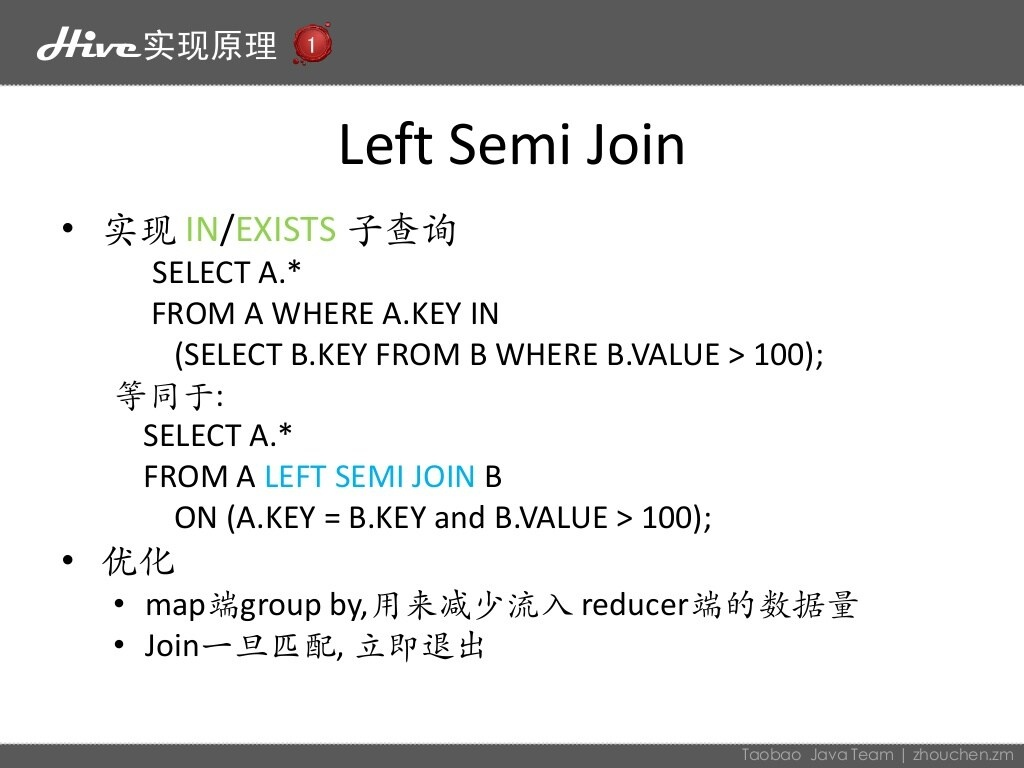 Hive实现原理 1
Left Semi Join
• 实现 IN/EXISTS 子查询
SELECT A.*
FROM A WHERE A.KEY IN
(SELECT B.KEY FROM B WHERE B.VALUE > 100);
等同于:
SELECT A.*
FROM A LEFT SEMI JOIN B
ON (A.KEY = B.KEY and B.VALUE > 100);
• 优化
• map端group by,用来减少流入 reducer端的数据量
• Join一旦匹配, 立即退出
Taobao Java Team | zhouchen.zm